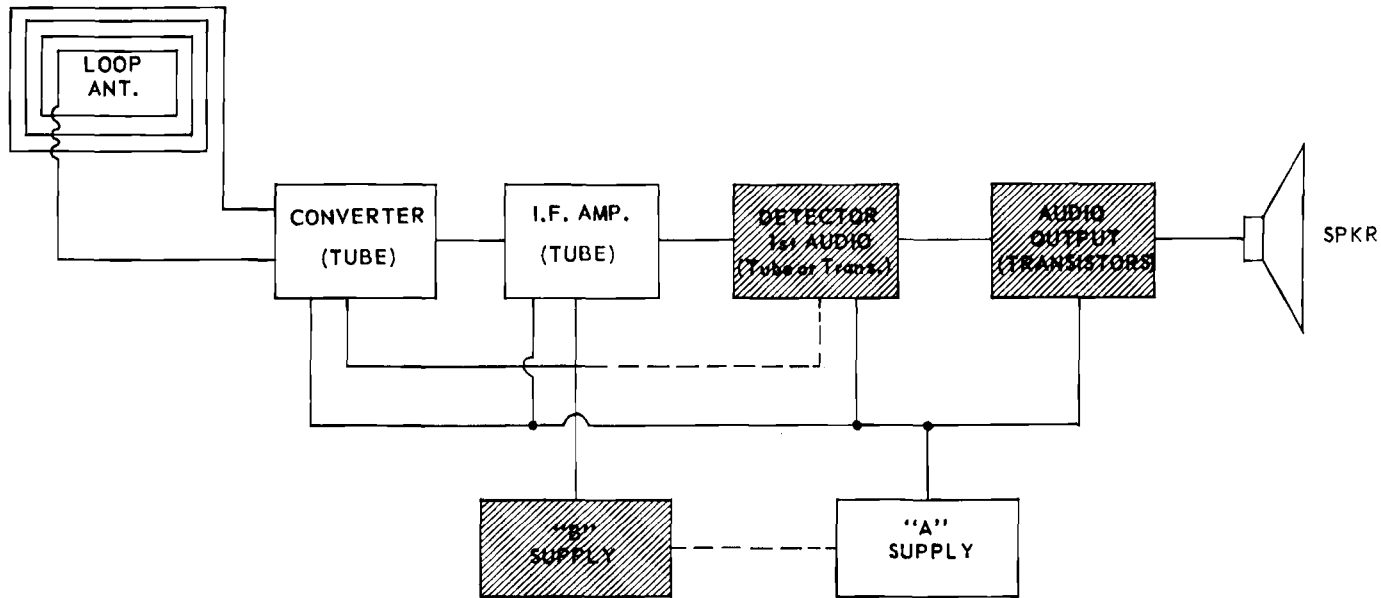 LOOP
ANT.
CONVERTER
(TUBE)
I.F. AMP.
(TUBE)
DETECTOR
1st AUDIO
(Tube or Trans.)
AUDIO
OUTPUT
(TRANSISTORS)
SPKR
"B"
SUPPLY
"A"
SUPPLY